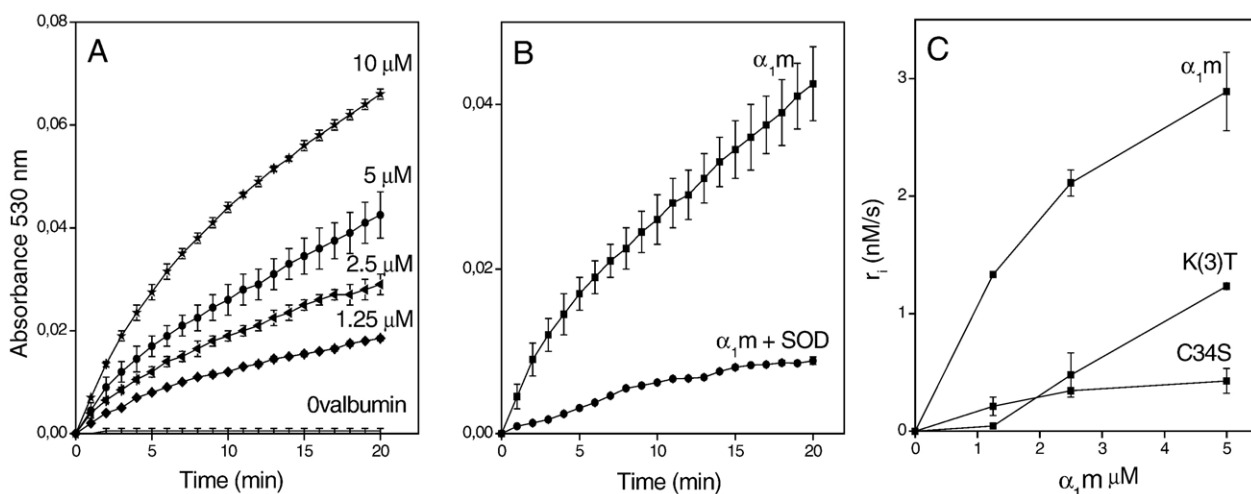 A
0,08
0,06
0,04
0,02
0,00
Absorbance 530 nm
10 μM
5 μM
2.5 μM
1.25 μM
Ovalbumin
0
5
10
15
20
Time (min)
B
0,04
0,02
0,00
α₁m
α₁m + SOD
0
5
10
15
20
Time (min)
C
3
2
1
0
rᵢ (nM/s)
α₁m
K(3)T
C34S
0
1
2
3
4
5
α₁m μM